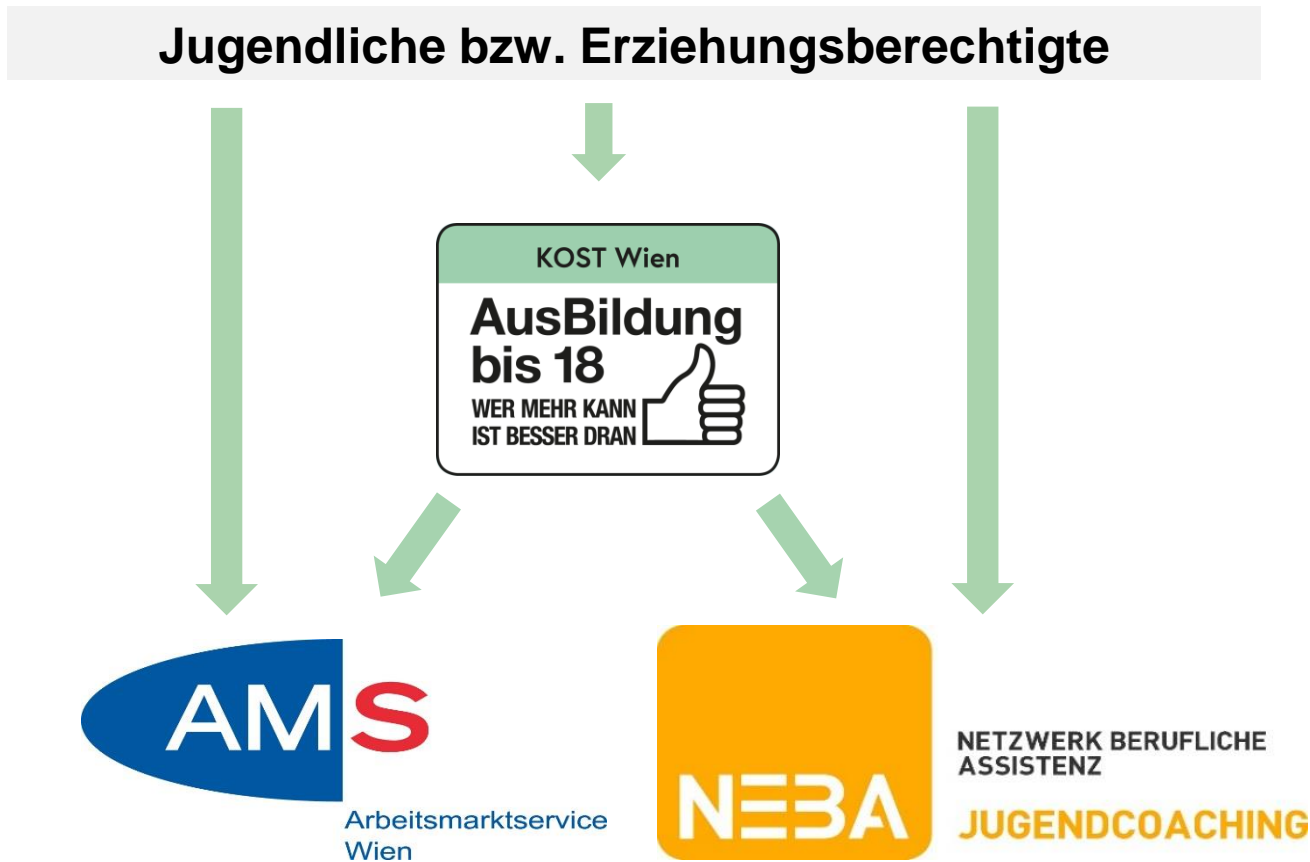 Jugendliche bzw. Erziehungsberechtigte
KOST Wien
AusBildung
bis 18
WER MEHR KANN
IST BESSER DRAN
AMS
Arbeitsmarktservice
Wien
NEBA
NETZWERK BERUFLICHE
ASSISTENZ
JUGENDCOACHING